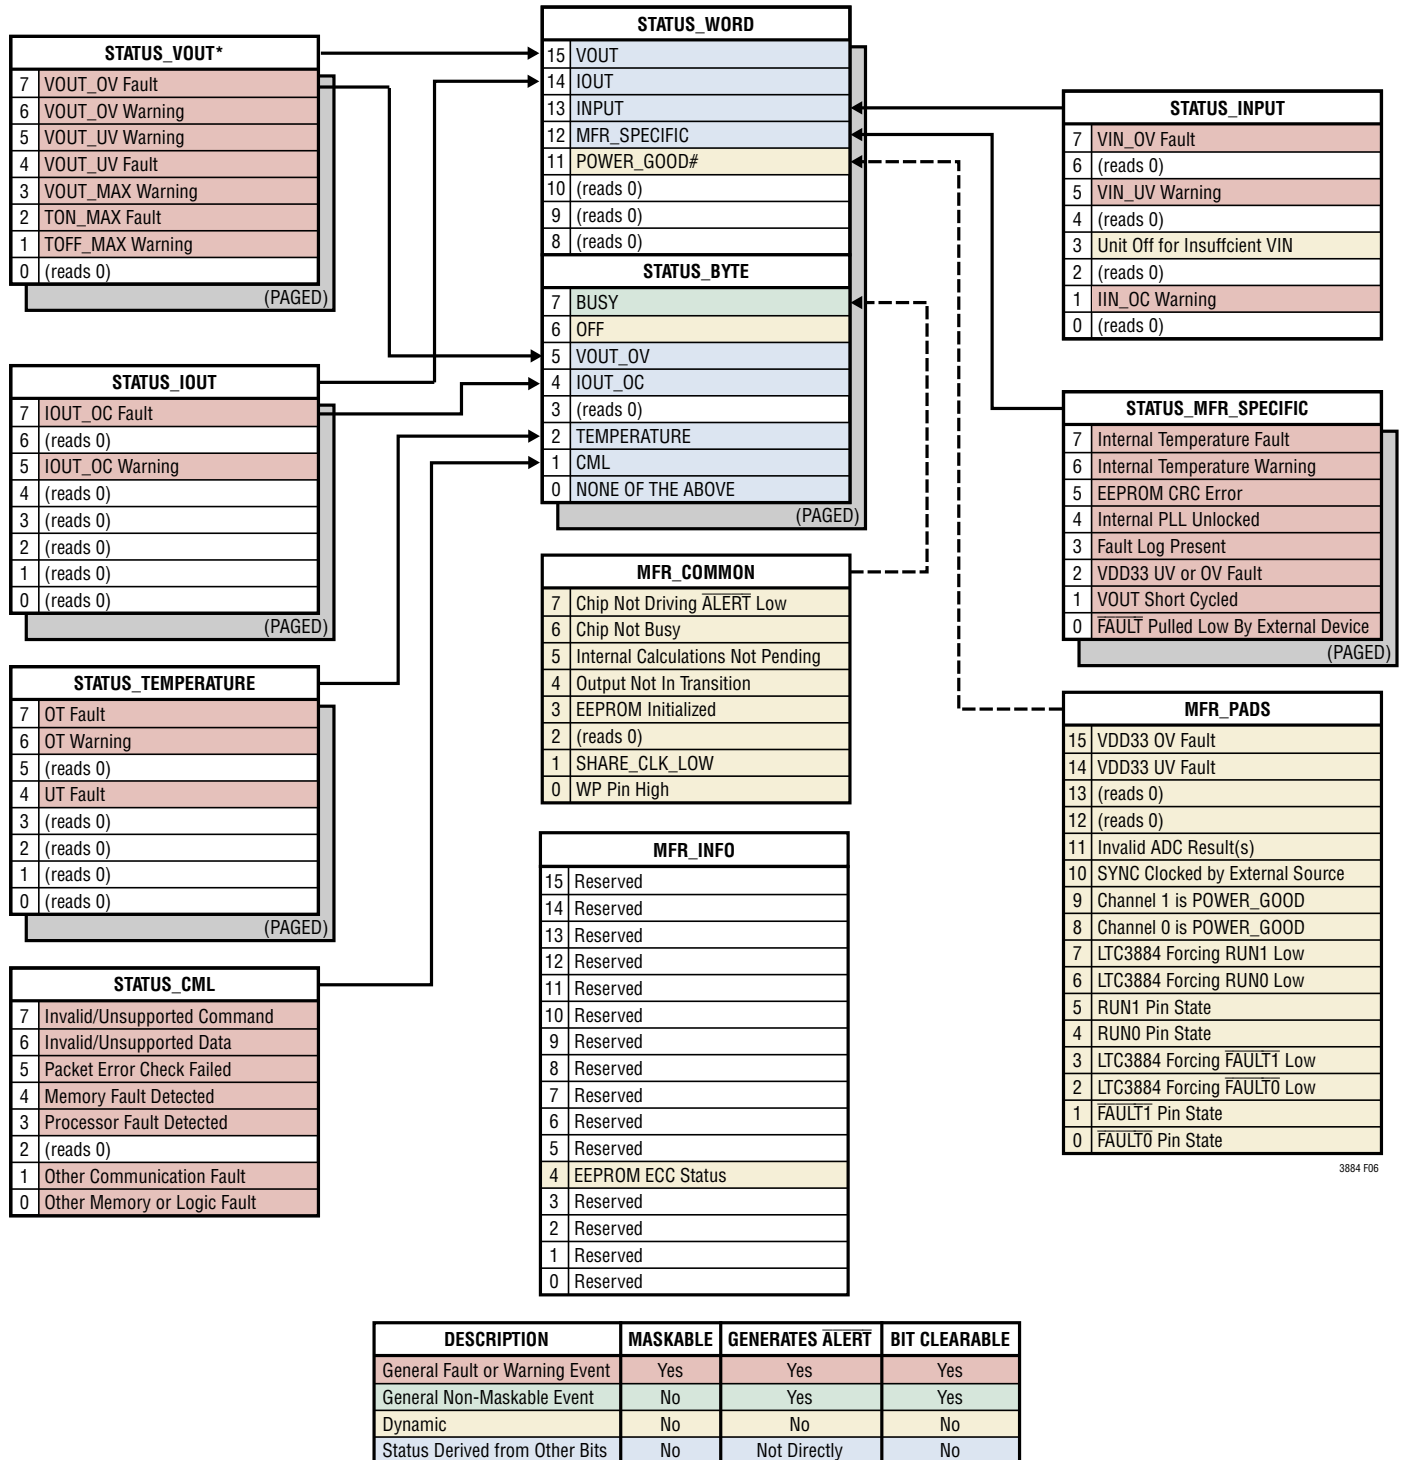 STATUS_VOUT*
7 VOUT_OV Fault
6 VOUT_OV Warning
5 VOUT_UV Warning
4 VOUT_UV Fault
3 VOUT_MAX Warning
2 TON_MAX Fault
1 TOFF_MAX Warning
0 (reads 0)
(PAGED)
STATUS_IOUT
7 IOUT_OC Fault
6 (reads 0)
5 IOUT_OC Warning
4 (reads 0)
3 (reads 0)
2 (reads 0)
1 (reads 0)
0 (reads 0)
(PAGED)
STATUS_TEMPERATURE
7 OT Fault
6 OT Warning
5 (reads 0)
4 UT Fault
3 (reads 0)
2 (reads 0)
1 (reads 0)
0 (reads 0)
(PAGED)
STATUS_CML
7 Invalid/Unsupported Command
6 Invalid/Unsupported Data
5 Packet Error Check Failed
4 Memory Fault Detected
3 Processor Fault Detected
2 (reads 0)
1 Other Communication Fault
0 Other Memory or Logic Fault
STATUS_WORD
15 VOUT
14 IOUT
13 INPUT
12 MFR_SPECIFIC
11 POWER_GOOD#
10 (reads 0)
9 (reads 0)
8 (reads 0)
STATUS_BYTE
7 BUSY
6 OFF
5 VOUT_OV
4 IOUT_OC
3 (reads 0)
2 TEMPERATURE
1 CML
0 NONE OF THE ABOVE
(PAGED)
MFR_COMMON
7 Chip Not Driving ALERT Low
6 Chip Not Busy
5 Internal Calculations Not Pending
4 Output Not In Transition
3 EEPROM Initialized
2 (reads 0)
1 SHARE_CLK_LOW
0 WP Pin High
MFR_INFO
15 Reserved
14 Reserved
13 Reserved
12 Reserved
11 Reserved
10 Reserved
9 Reserved
8 Reserved
7 Reserved
6 Reserved
5 Reserved
4 EEPROM ECC Status
3 Reserved
2 Reserved
1 Reserved
0 Reserved
STATUS_INPUT
7 VIN_OV Fault
6 (reads 0)
5 VIN_UV Warning
4 (reads 0)
3 Unit Off for Insuffcient VIN
2 (reads 0)
1 IIN_OC Warning
0 (reads 0)
STATUS_MFR_SPECIFIC
7 Internal Temperature Fault
6 Internal Temperature Warning
5 EEPROM CRC Error
4 Internal PLL Unlocked
3 Fault Log Present
2 VDD33 UV or OV Fault
1 VOUT Short Cycled
0 FAULT Pulled Low By External Device
(PAGED)
MFR_PADS
15 VDD33 OV Fault
14 VDD33 UV Fault
13 (reads 0)
12 (reads 0)
11 Invalid ADC Result(s)
10 SYNC Clocked by External Source
9 Channel 1 is POWER_GOOD
8 Channel 0 is POWER_GOOD
7 LTC3884 Forcing RUN1 Low
6 LTC3884 Forcing RUN0 Low
5 RUN1 Pin State
4 RUN0 Pin State
3 LTC3884 Forcing FAULT1 Low
2 LTC3884 Forcing FAULT0 Low
1 FAULT1 Pin State
0 FAULT0 Pin State
3884 F06
DESCRIPTION MASKABLE GENERATES ALERT BIT CLEARABLE
General Fault or Warning Event Yes Yes Yes
General Non-Maskable Event No Yes Yes
Dynamic No No No
Status Derived from Other Bits No Not Directly No